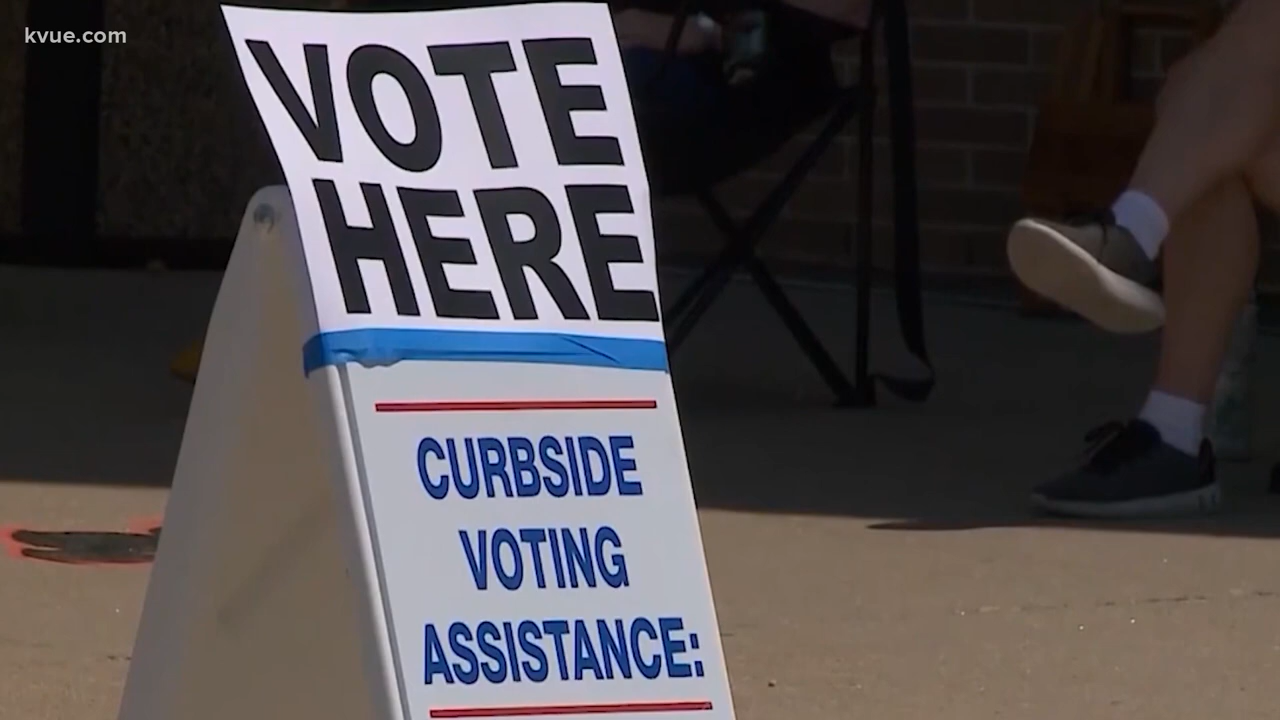 kvue.com
VOTE
HERE
CURBSIDE
VOTING
ASSISTANCE: